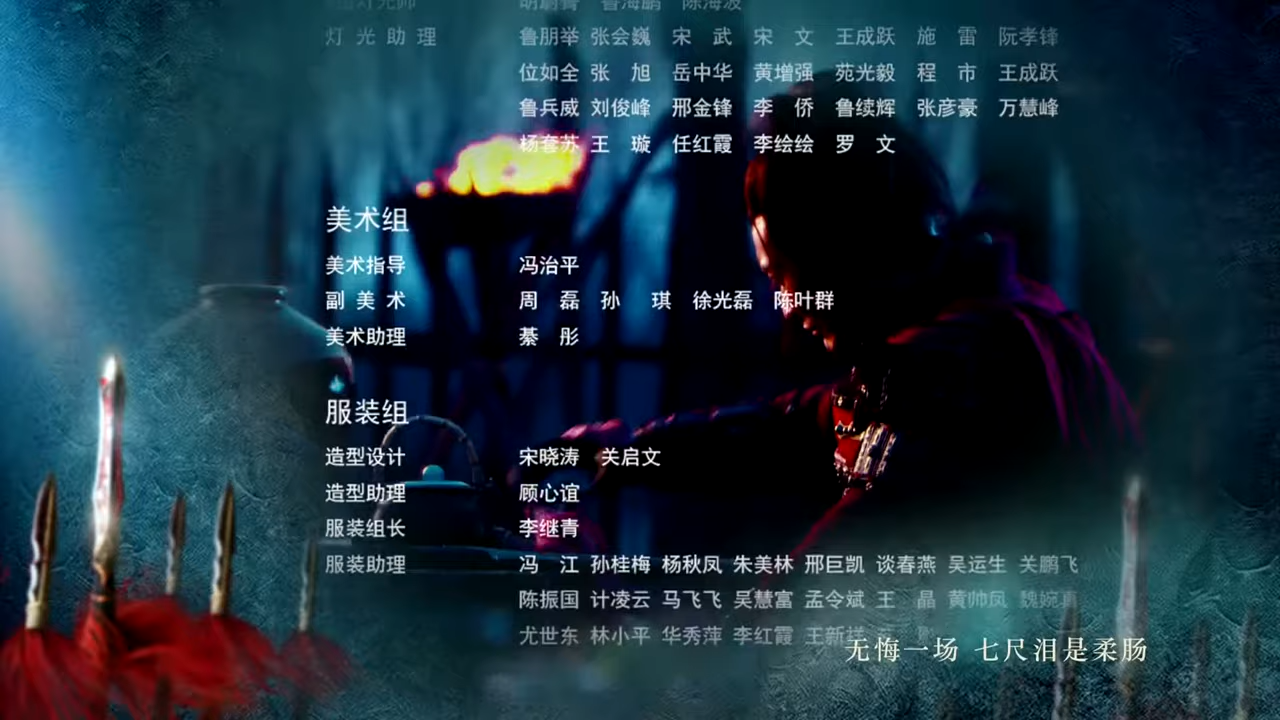 灯光助理 鲁朋举 张会巍 宋武 宋文 王成跃 施雷 阮孝锋
位如全 张旭 岳中华 黄增强 苑光毅 程市 王成跃
鲁兵威 刘俊峰 邢金锋 李侨 鲁续辉 张彦豪 万慧峰
杨套苏 王璇 任红霞 李绘绘 罗文
美术组
美术指导 冯治平
副美术 周磊 孙琪 徐光磊 陈叶群
美术助理 綦彤
服装组
造型设计 宋晓涛 关启文
造型助理 顾心谊
服装组长 李继青
服装助理 冯江 孙桂梅 杨秋凤 朱美林 邢巨凯 谈春燕 吴运生 关鹏飞
陈振国 计凌云 马飞飞 吴慧富 孟令斌 王晶 黄帅凤 魏婉真
尤世东 林小平 华秀萍 李红霞
无悔一场 七尺泪是柔肠